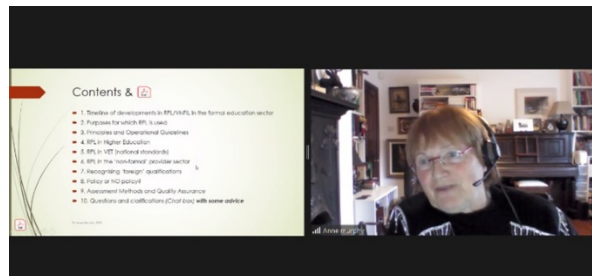 Contents &
1. Timeline of developments in RPL/VNFIL in the formal education sector
2. Purposes for which RPL is used
3. Principles and Operational Guidelines
4. RPL in Higher Education
5. RPL in VET (national standards)
6. RPL in the 'non-formal' provider sector
7. Recognising 'foreign' qualifications
8. Policy or NO policy?
9. Assessment Methods and Quality Assurance
10. Questions and clarifications (Chat box) with some advice
Anne murphy